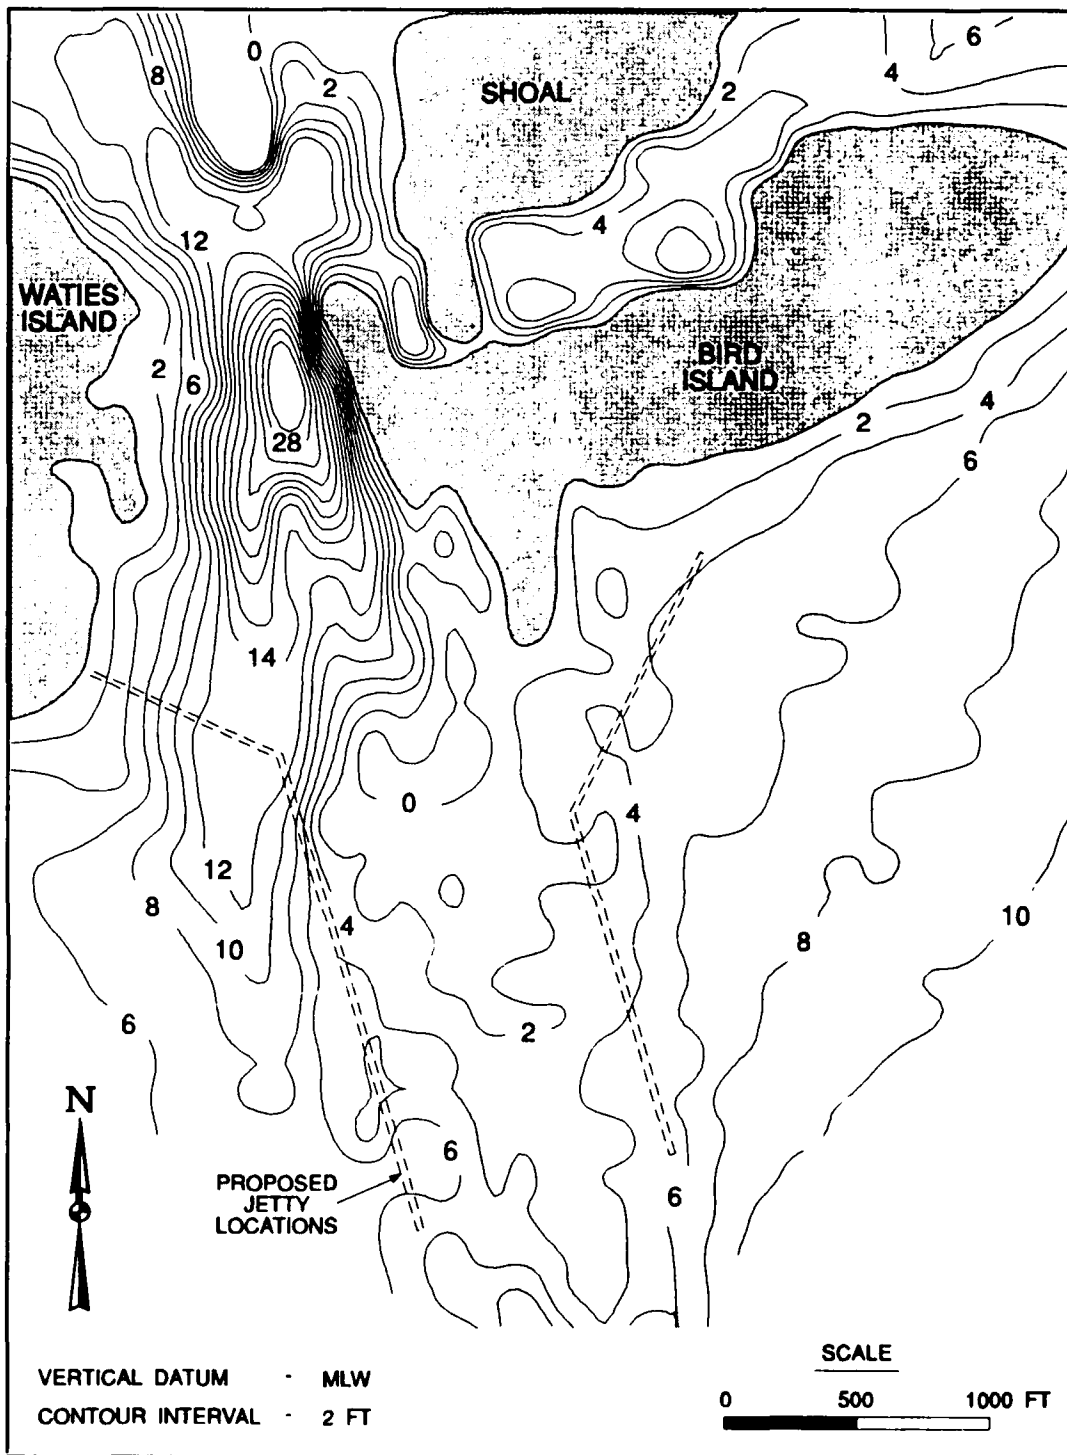 0
6
8
2
4
SHOAL
2
4
12
WATIES
ISLAND
BIRD
ISLAND
2
6
4
2
28
6
14
0
4
12
8
4
10
10
8
6
2
N
6
PROPOSED
JETTY
LOCATIONS
6
SCALE
VERTICAL DATUM - MLW
0 500 1000 FT
CONTOUR INTERVAL - 2 FT